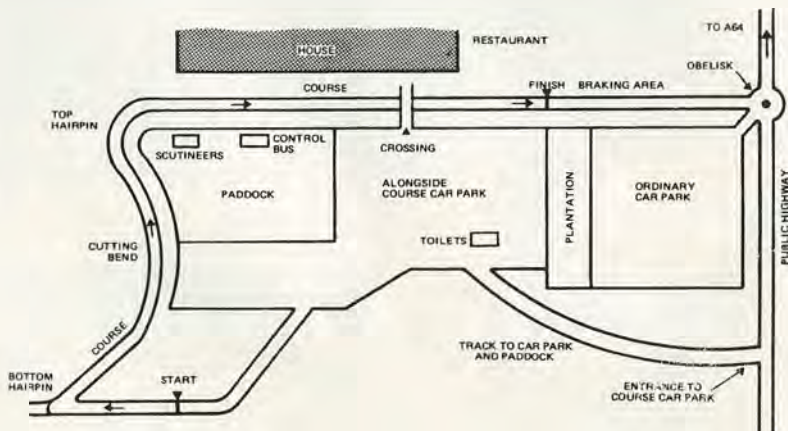 TO A64
HOUSE
RESTAURANT
OBELISK
COURSE
FINISH
BRAKING AREA
TOP
HAIRPIN
SCUTINEERS
CONTROL
BUS
CROSSING
PADDOCK
ALONGSIDE
COURSE CAR PARK
PLANTATION
ORDINARY
CAR PARK
PUBLIC HIGHWAY
TOILETS
CUTTING
BEND
COURSE
TRACK TO CAR PARK
AND PADDOCK
BOTTOM
HAIRPIN
START
ENTRANCE TO
COURSE CAR PARK